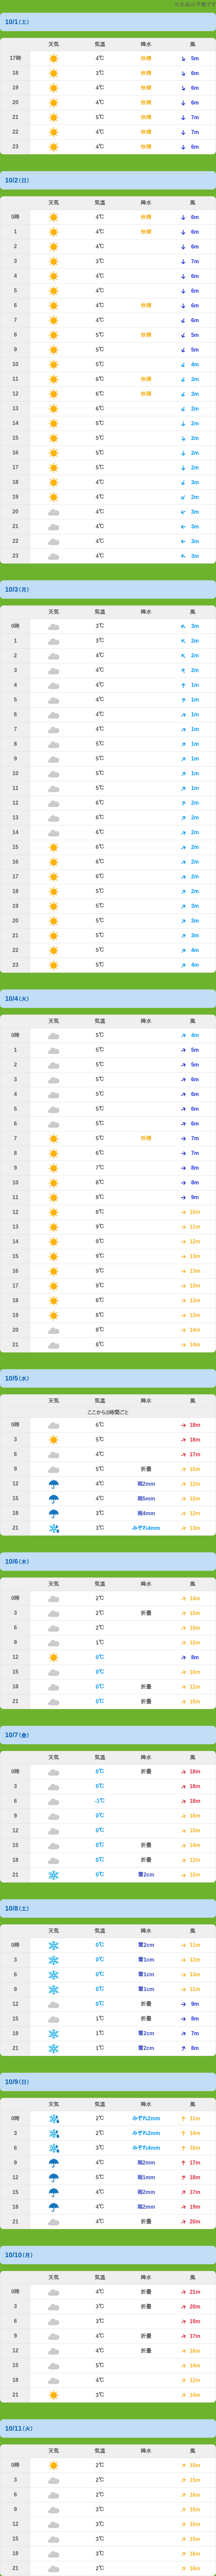 ※北岳の予報です
10/1 (土)
天気 気温 降水 風
17時 4℃ 快晴 5m
18 3℃ 快晴 6m
19 4℃ 快晴 6m
20 4℃ 快晴 6m
21 5℃ 快晴 7m
22 4℃ 快晴 7m
23 4℃ 快晴 6m
10/2 (日)
天気 気温 降水 風
0時 4℃ 快晴 6m
1 4℃ 快晴 6m
2 4℃ 6m
3 3℃ 7m
4 4℃ 6m
5 4℃ 6m
6 4℃ 快晴 6m
7 4℃ 6m
8 5℃ 快晴 5m
9 5℃ 5m
10 5℃ 4m
11 6℃ 快晴 3m
12 6℃ 快晴 3m
13 6℃ 2m
14 5℃ 2m
15 5℃ 2m
16 5℃ 2m
17 5℃ 2m
18 4℃ 3m
19 4℃ 2m
20 4℃ 3m
21 4℃ 3m
22 4℃ 3m
23 4℃ 3m
10/3 (月)
天気 気温 降水 風
0時 3℃ 3m
1 3℃ 2m
2 4℃ 2m
3 4℃ 2m
4 4℃ 1m
5 4℃ 1m
6 4℃ 1m
7 4℃ 1m
8 5℃ 1m
9 5℃ 1m
10 5℃ 1m
11 5℃ 1m
12 6℃ 2m
13 6℃ 2m
14 6℃ 2m
15 6℃ 2m
16 6℃ 2m
17 6℃ 2m
18 5℃ 2m
19 5℃ 3m
20 5℃ 3m
21 5℃ 3m
22 5℃ 4m
23 5℃ 4m
10/4 (火)
天気 気温 降水 風
0時 5℃ 4m
1 5℃ 5m
2 5℃ 5m
3 5℃ 6m
4 5℃ 6m
5 5℃ 6m
6 5℃ 6m
7 5℃ 快晴 7m
8 6℃ 7m
9 7℃ 8m
10 8℃ 8m
11 8℃ 9m
12 8℃ 10m
13 9℃ 11m
14 9℃ 12m
15 9℃ 13m
16 9℃ 13m
17 9℃ 13m
18 8℃ 13m
19 8℃ 13m
20 8℃ 14m
21 8℃ 14m
10/5 (水)
天気 気温 降水 風
ここから3時間ごと
0時 6℃ 18m
3 5℃ 18m
6 4℃ 17m
9 5℃ 折曇 15m
12 4℃ 雨2mm 12m
15 4℃ 雨5mm 12m
18 3℃ 雨4mm 12m
21 3℃ みぞれ4mm 13m
10/6 (木)
天気 気温 降水 風
0時 2℃ 14m
3 2℃ 折曇 15m
6 2℃ 15m
9 1℃ 12m
12 0℃ 8m
15 0℃ 10m
18 0℃ 折曇 12m
21 0℃ 折曇 15m
10/7 (金)
天気 気温 降水 風
0時 0℃ 折曇 18m
3 0℃ 18m
6 -1℃ 18m
9 0℃ 16m
12 0℃ 15m
15 0℃ 折曇 14m
18 0℃ 折曇 12m
21 0℃ 雪2cm 12m
10/8 (土)
天気 気温 降水 風
0時 0℃ 雪2cm 11m
3 0℃ 雪1cm 12m
6 0℃ 雪1cm 13m
9 0℃ 雪1cm 11m
12 0℃ 折曇 9m
15 1℃ 折曇 8m
18 1℃ 雪2cm 7m
21 1℃ 雪2cm 8m
10/9 (日)
天気 気温 降水 風
0時 2℃ みぞれ2mm 11m
3 2℃ みぞれ2mm 14m
6 3℃ みぞれ4mm 16m
9 4℃ 雨2mm 17m
12 5℃ 雨1mm 18m
15 4℃ 雨2mm 17m
18 4℃ 雨2mm 19m
21 4℃ 折曇 20m
10/10 (月)
天気 気温 降水 風
0時 4℃ 折曇 21m
3 3℃ 折曇 20m
6 3℃ 19m
9 4℃ 折曇 17m
12 4℃ 折曇 16m
15 5℃ 14m
18 4℃ 12m
21 3℃ 14m
10/11 (火)
天気 気温 降水 風
0時 2℃ 15m
3 2℃ 15m
6 2℃ 16m
9 3℃ 15m
12 3℃ 15m
15 3℃ 15m
18 3℃ 16m
21 2℃ 16m